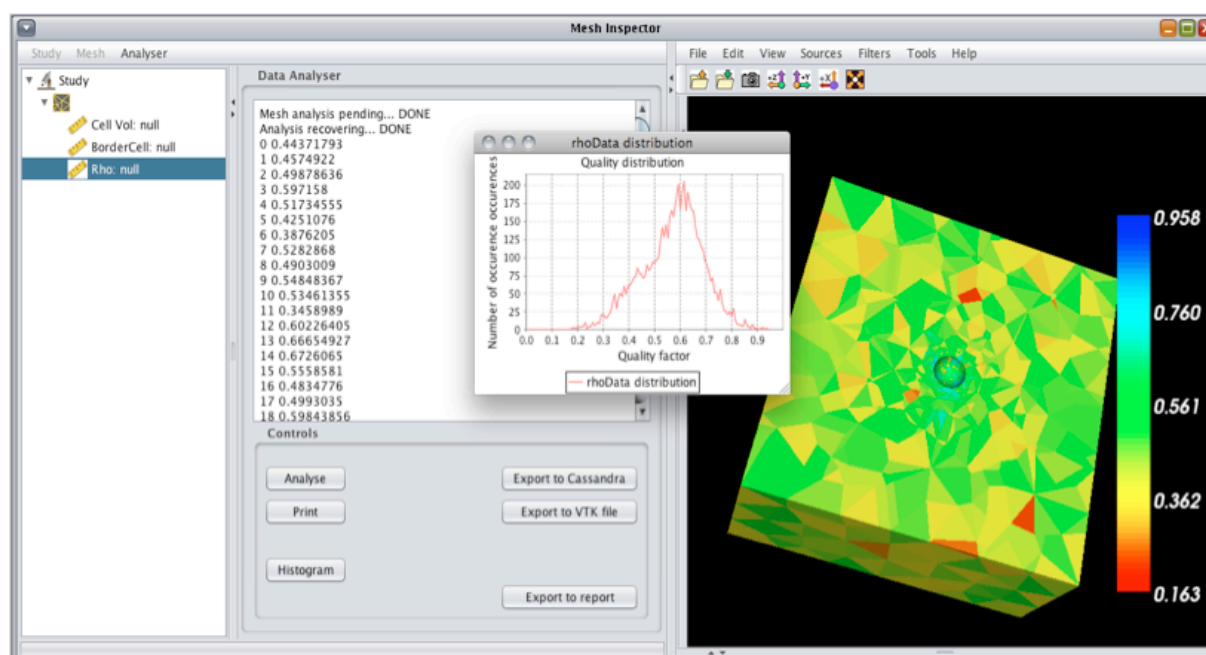 Mesh Inspector
Study Mesh Analyser
Study
Cell Vol: null
BorderCell: null
Rho: null
Data Analyser
Mesh analysis pending... DONE
Analysis recovering... DONE
0 0.44371793
1 0.4574922
2 0.49878636
3 0.597158
4 0.51734555
5 0.4251076
6 0.3876205
7 0.5282868
8 0.4903009
9 0.54848367
10 0.53461355
11 0.3458989
12 0.60226405
13 0.66654927
14 0.6726065
15 0.5558581
16 0.4834776
17 0.4993035
18 0.59843856
Controls
Analyse
Export to Cassandra
Print
Export to VTK file
Histogram
Export to report
rhoData distribution
Quality distribution
Number of occurence occurences
200
175
150
125
100
75
50
25
0
0.0 0.1 0.2 0.3 0.4 0.5 0.6 0.7 0.8 0.9
Quality factor
rhoData distribution
File Edit View Sources Filters Tools Help
+Z +Y +X
0.958
0.760
0.561
0.362
0.163